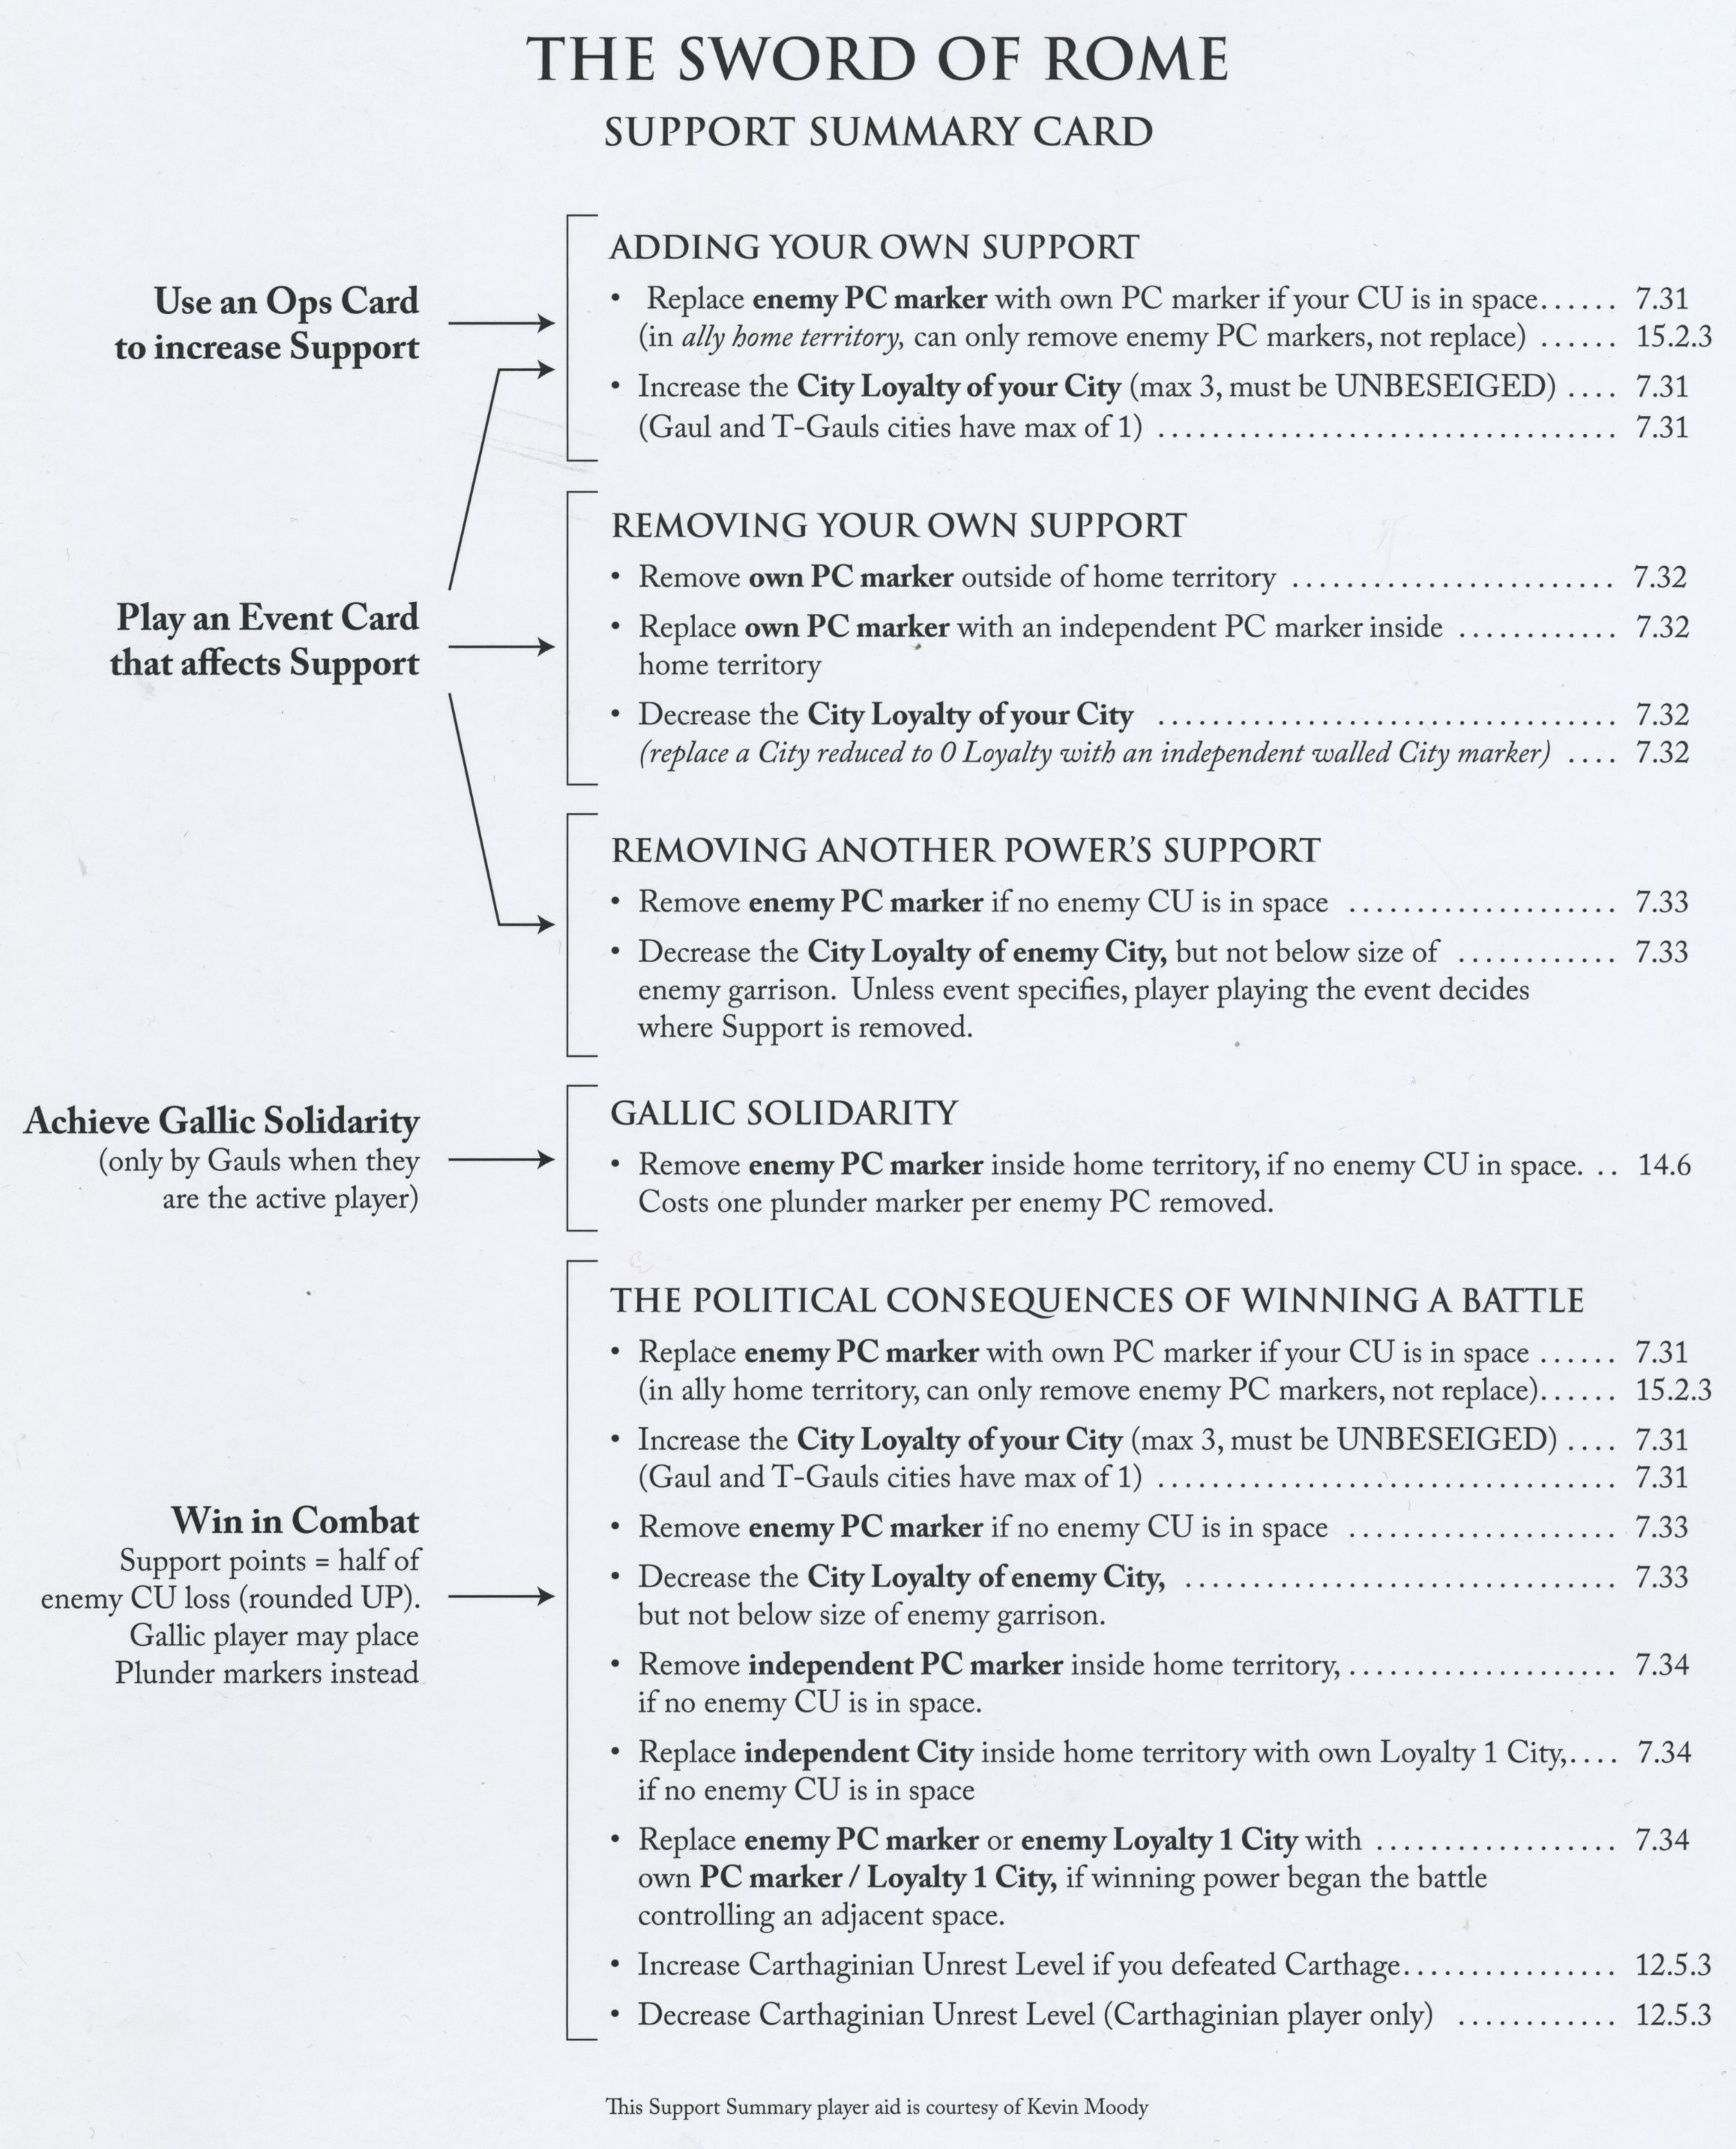 THE SWORD OF ROME
SUPPORT SUMMARY CARD
Use an Ops Card
to increase Support
ADDING YOUR OWN SUPPORT
• Replace enemy PC marker with own PC marker if your CU is in space...... 7.31
(in ally home territory, can only remove enemy PC markers, not replace) ...... 15.2.3
• Increase the City Loyalty of your City (max 3, must be UNBESEIGED) .... 7.31
(Gaul and T-Gauls cities have max of 1) .................................. 7.31
Play an Event Card
that affects Support
REMOVING YOUR OWN SUPPORT
• Remove own PC marker outside of home territory ........................ 7.32
• Replace own PC marker with an independent PC marker inside ............ 7.32
home territory
• Decrease the City Loyalty of your City .................................. 7.32
(replace a City reduced to 0 Loyalty with an independent walled City marker) .... 7.32
REMOVING ANOTHER POWER'S SUPPORT
• Remove enemy PC marker if no enemy CU is in space .................... 7.33
• Decrease the City Loyalty of enemy City, but not below size of ............ 7.33
enemy garrison. Unless event specifies, player playing the event decides
where Support is removed.
Achieve Gallic Solidarity
(only by Gauls when they
are the active player)
GALLIC SOLIDARITY
• Remove enemy PC marker inside home territory, if no enemy CU in space. .. 14.6
Costs one plunder marker per enemy PC removed.
Win in Combat
Support points = half of
enemy CU loss (rounded UP).
Gallic player may place
Plunder markers instead
THE POLITICAL CONSEQUENCES OF WINNING A BATTLE
• Replace enemy PC marker with own PC marker if your CU is in space ...... 7.31
(in ally home territory, can only remove enemy PC markers, not replace)...... 15.2.3
• Increase the City Loyalty of your City (max 3, must be UNBESEIGED) .... 7.31
(Gaul and T-Gauls cities have max of 1) .................................. 7.31
• Remove enemy PC marker if no enemy CU is in space .................... 7.33
• Decrease the City Loyalty of enemy City, ................................ 7.33
but not below size of enemy garrison.
• Remove independent PC marker inside home territory, .................... 7.34
if no enemy CU is in space.
• Replace independent City inside home territory with own Loyalty 1 City,.... 7.34
if no enemy CU is in space
• Replace enemy PC marker or enemy Loyalty 1 City with .................. 7.34
own PC marker / Loyalty 1 City, if winning power began the battle
controlling an adjacent space.
• Increase Carthaginian Unrest Level if you defeated Carthage................ 12.5.3
• Decrease Carthaginian Unrest Level (Carthaginian player only) ............ 12.5.3
This Support Summary player aid is courtesy of Kevin Moody